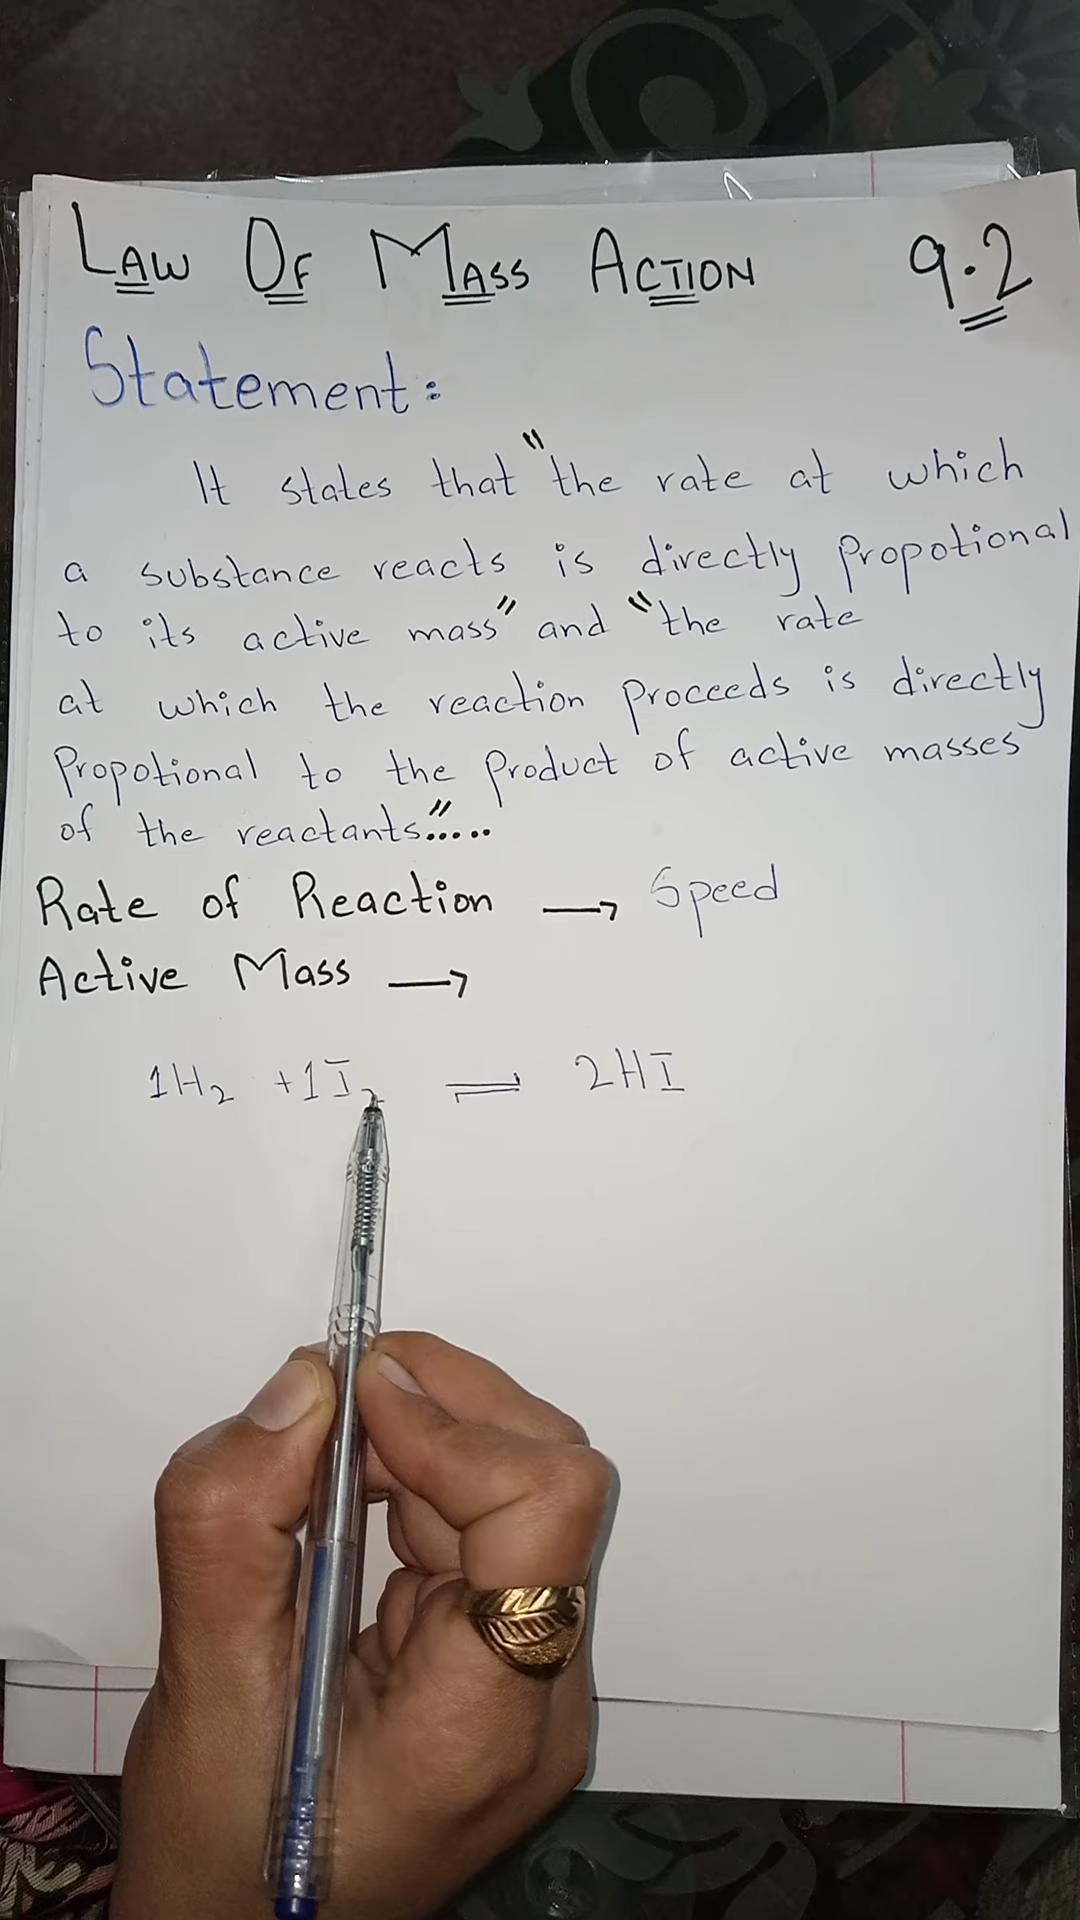 LAW OF MASS ACTION 9.2
Statement:
It states that "the rate at which
a substance reacts is directly propotional
to its active mass" and "the rate
at which the reaction proceeds is directly
Propotional to the product of active masses
of the reactants".....
Rate of Reaction → Speed
Active Mass →
1H₂ + 1I₂ ⇌ 2HI